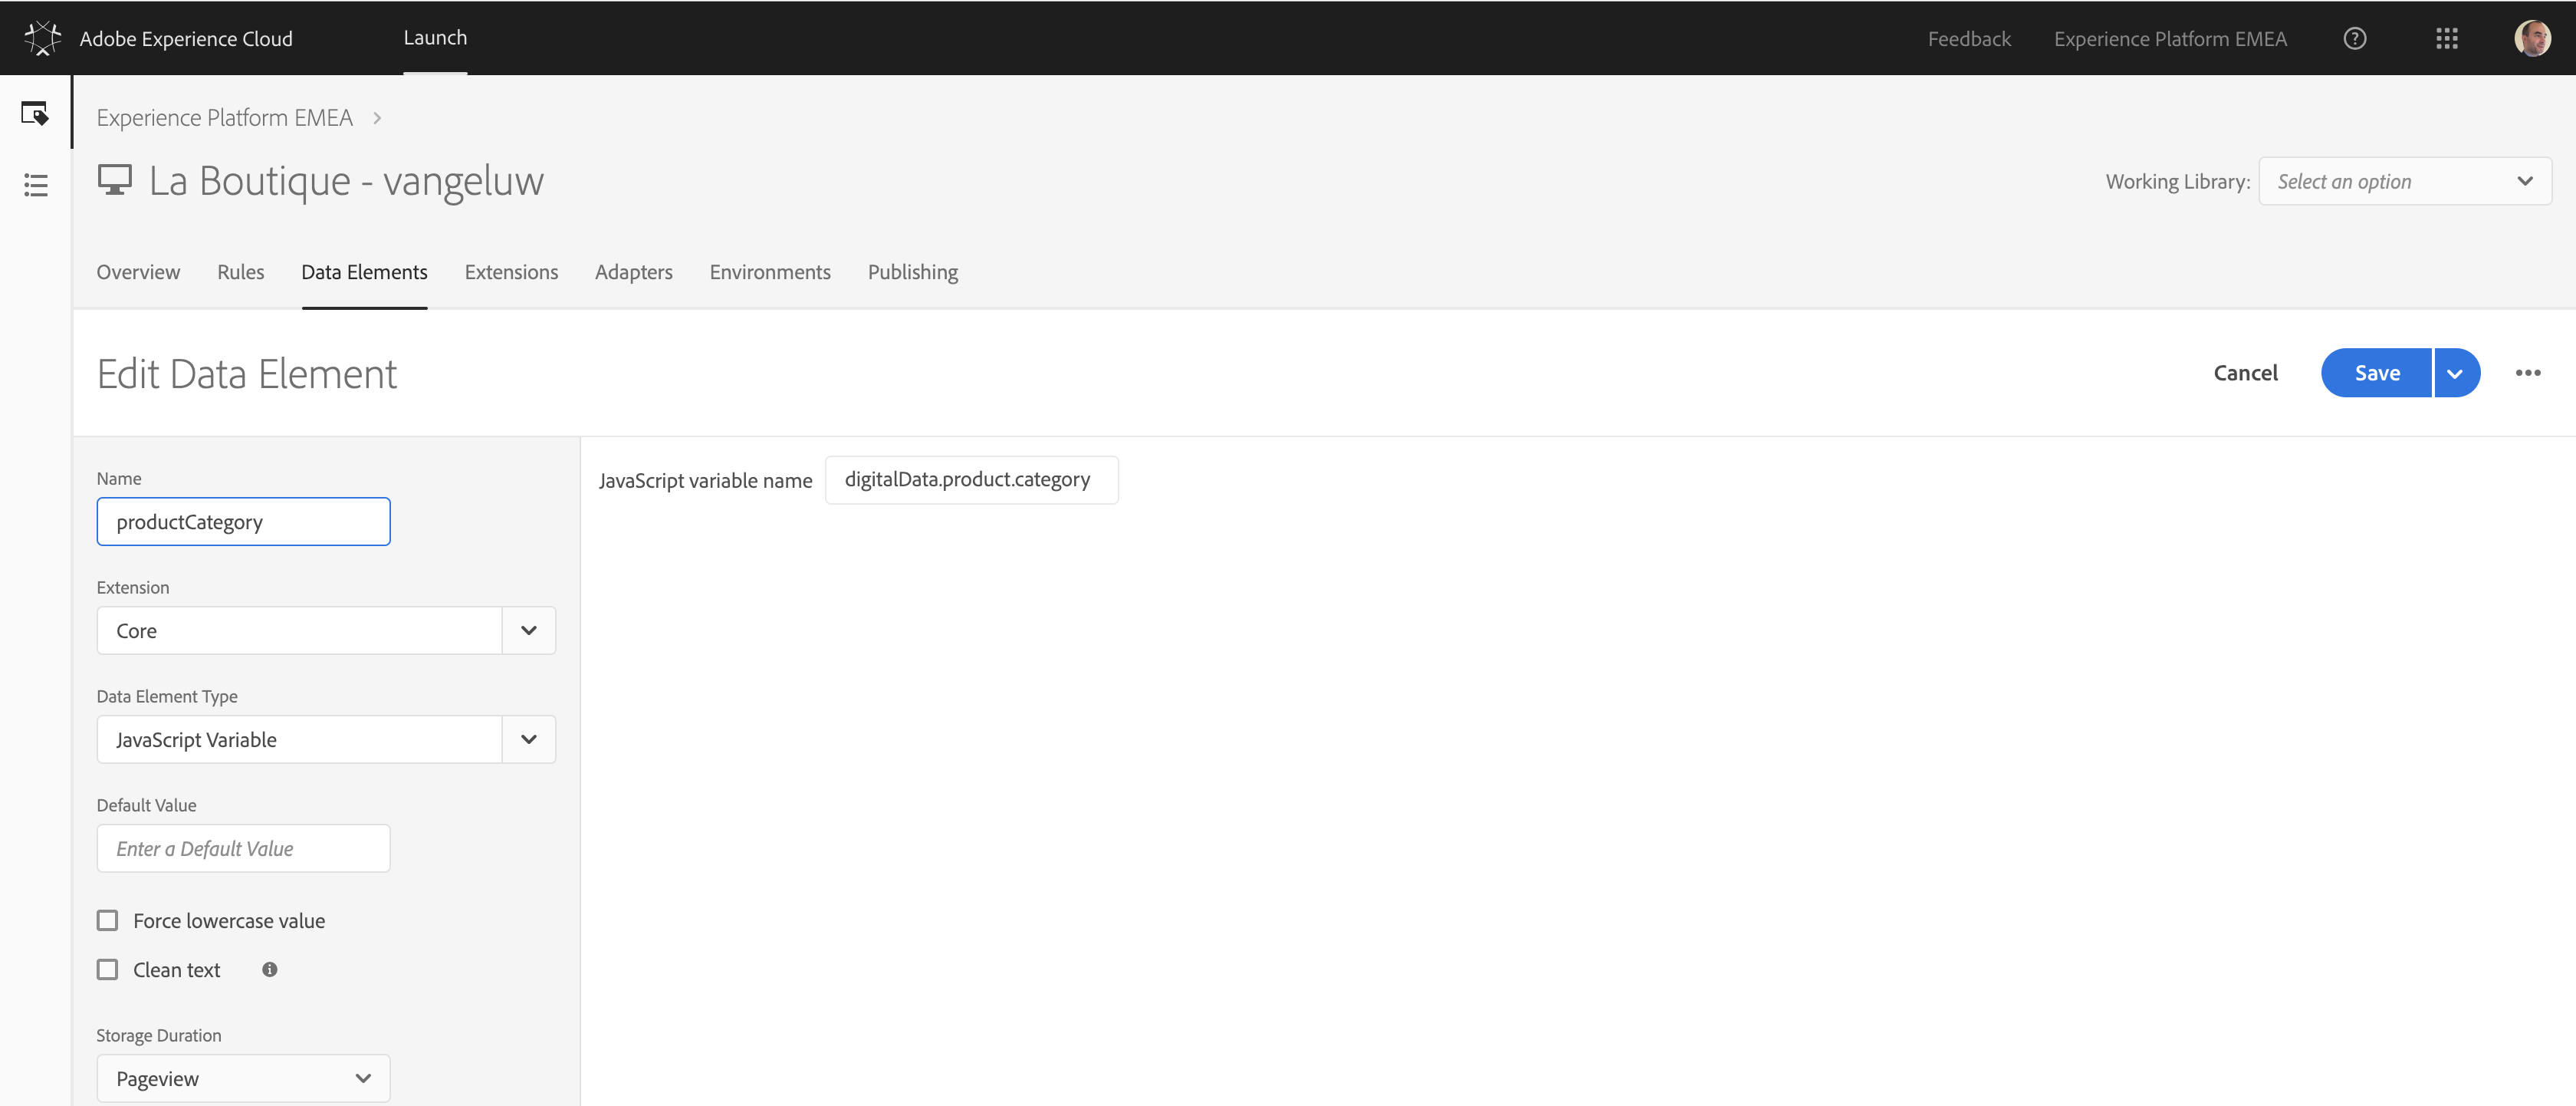 Adobe Experience Cloud Launch Feedback Experience Platform EMEA
Experience Platform EMEA
La Boutique - vangeluw
Working Library: Select an option
Overview Rules Data Elements Extensions Adapters Environments Publishing
Edit Data Element
Cancel Save
Name
productCategory
JavaScript variable name digitalData.product.category
Extension
Core
Data Element Type
JavaScript Variable
Default Value
Enter a Default Value
Force lowercase value
Clean text
Storage Duration
Pageview